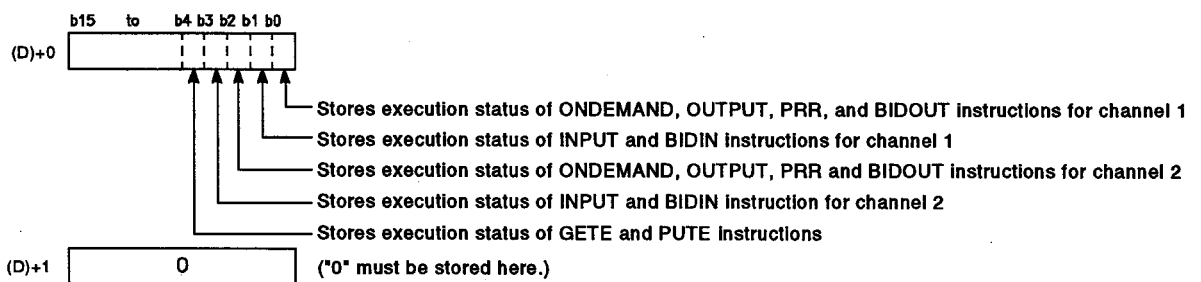 b15 to b4 b3 b2 b1 b0
(D)+0
Stores execution status of ONDEMAND, OUTPUT, PRR, and BIDOUT instructions for channel 1
Stores execution status of INPUT and BIDIN instructions for channel 1
Stores execution status of ONDEMAND, OUTPUT, PRR and BIDOUT instructions for channel 2
Stores execution status of INPUT and BIDIN instruction for channel 2
Stores execution status of GETE and PUTE instructions
(D)+1 0 ("0" must be stored here.)